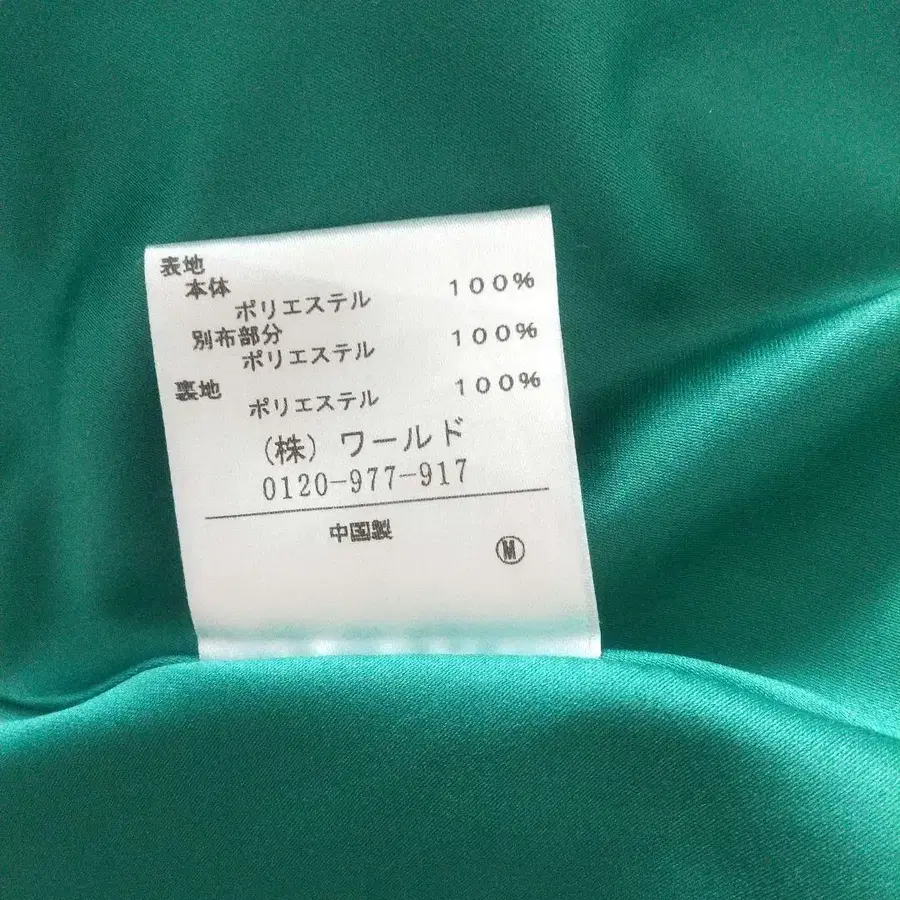 表地
本体
ポリエステル 100%
別布部分
ポリエステル 100%
裏地
ポリエステル 100%
(株)ワールド
0120-977-917
中国製
Ⓜ